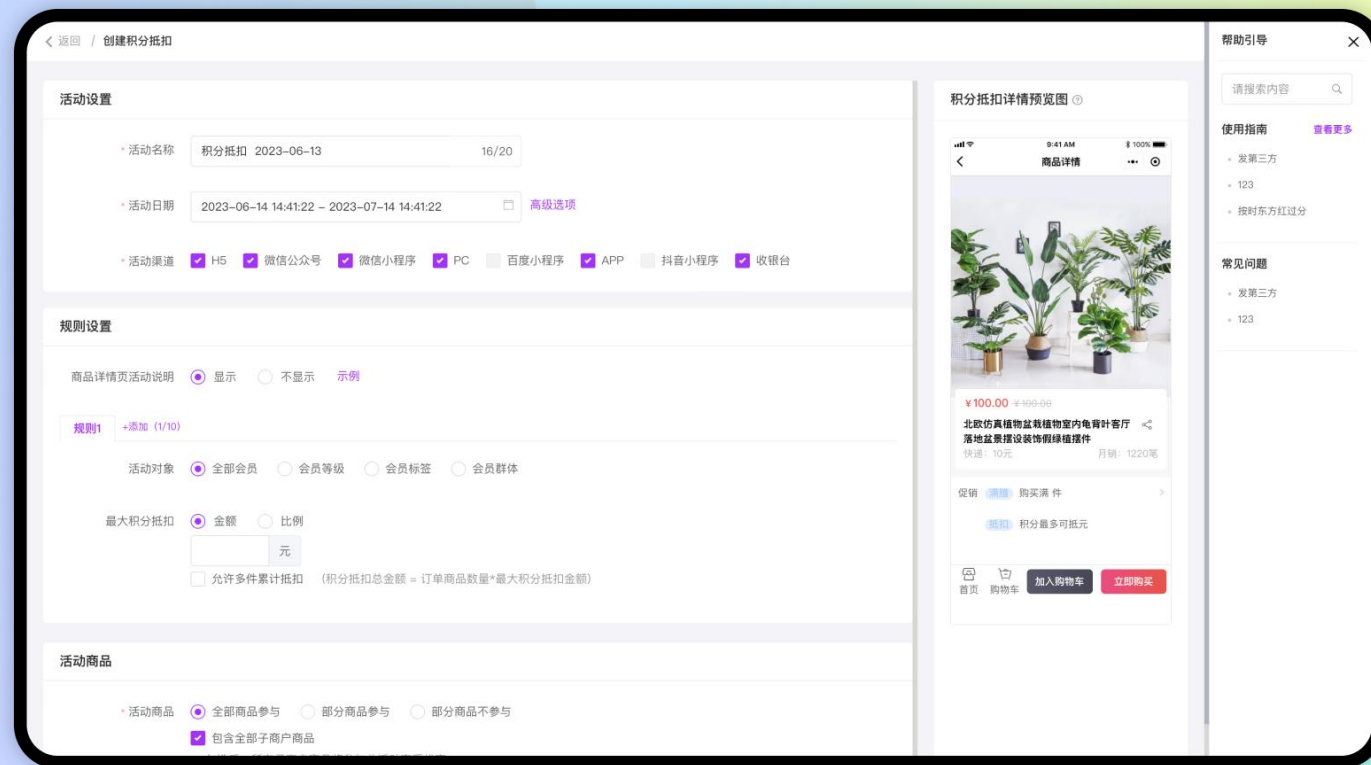 返回 / 创建积分抵扣
活动设置
* 活动名称 积分抵扣 2023-06-13 16/20
* 活动日期 2023-06-14 14:41:22 - 2023-07-14 14:41:22 高级选项
* 活动渠道 H5 微信公众号 微信小程序 PC 百度小程序 APP 抖音小程序 收银台
规则设置
商品详情页活动说明 显示 不显示 示例
规则1 +添加 (1/10)
活动对象 全部会员 会员等级 会员标签 会员群体
最大积分抵扣 金额 比例
元
允许多件累计抵扣 (积分抵扣总金额 = 订单商品数量*最大积分抵扣金额)
活动商品
* 活动商品 全部商品参与 部分商品参与 部分商品不参与
包含全部子商户商品
积分抵扣详情预览图
9:41 AM 100%
商品详情
¥100.00 ¥100.00
北欧仿真植物盆栽植物室内龟背叶客厅
落地盆景摆设装饰假绿植摆件
快递: 10元 月销: 1220笔
促销 满赠 购买满 件
抵扣 积分最多可抵元
首页 购物车 加入购物车 立即购买
帮助引导
请搜索内容
使用指南 查看更多
发第三方
123
按时东方红过分
常见问题
发第三方
123